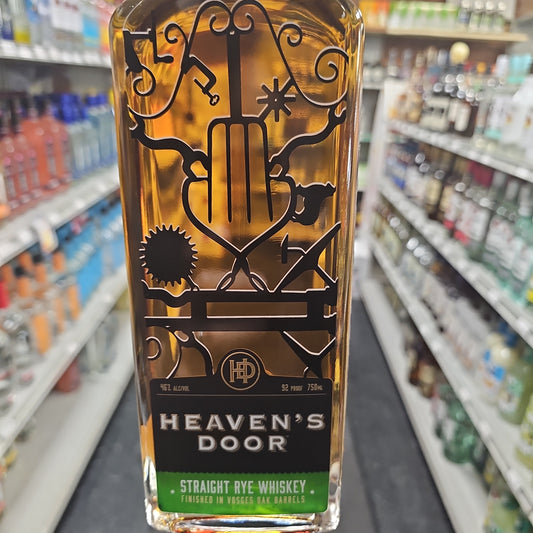 HD
46% ALC/VOL 92 PROOF 750ML
HEAVEN'S
DOOR
STRAIGHT RYE WHISKEY
FINISHED IN VOSGES OAK BARRELS